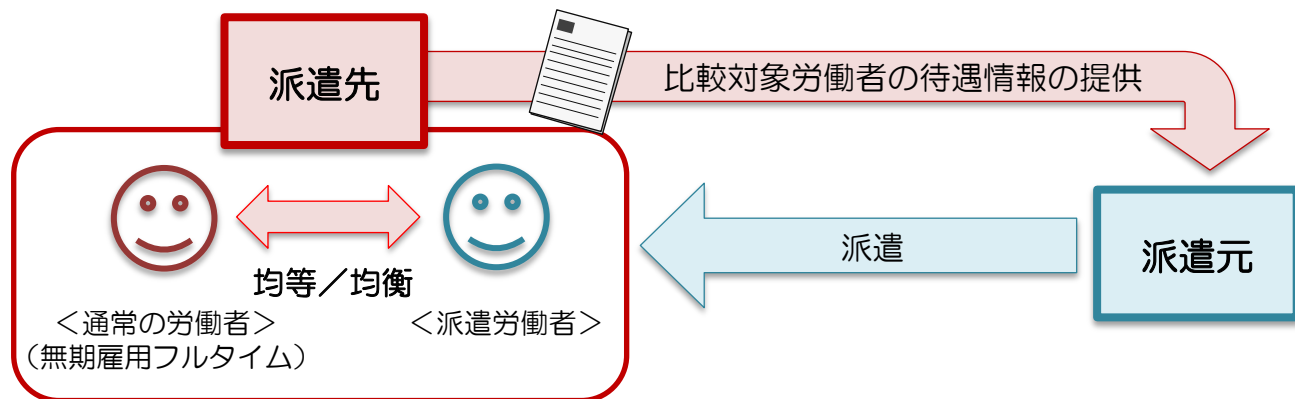 派遣先
比較対象労働者の待遇情報の提供
派遣
派遣元
均等／均衡
＜通常の労働者＞
（無期雇用フルタイム）
＜派遣労働者＞